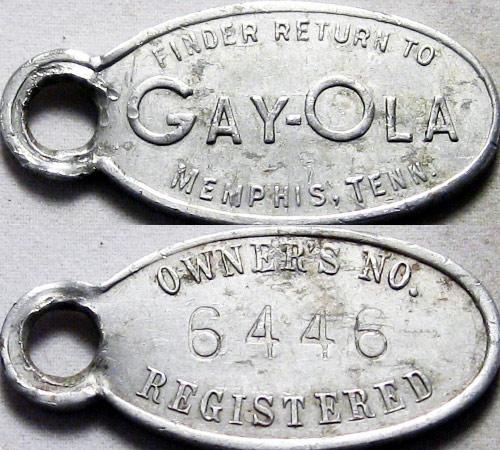 FINDER RETURN TO
GAY-OLA
MEMPHIS, TENN.
OWNER'S NO.
6446
REGISTERED